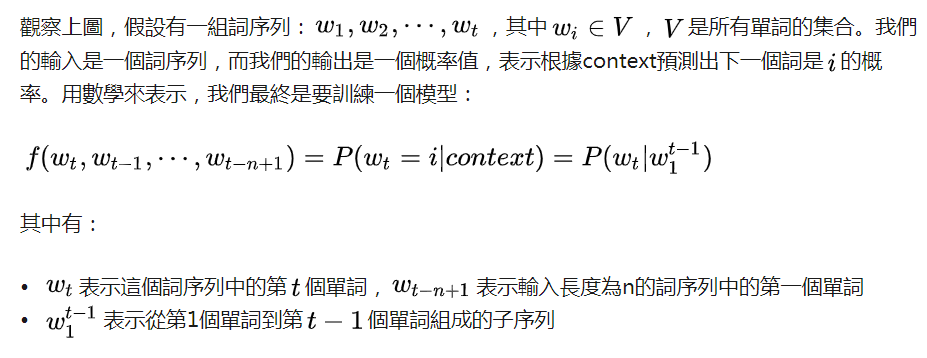 觀察上圖，假設有一組詞序列：$w_1, w_2, \cdots, w_t$ ，其中 $w_i \in V$ ，$V$ 是所有單詞的集合。我們
的輸入是一個詞序列，而我們的輸出是一個概率值，表示根據context預測出下一個詞是 $i$ 的概
率。用數學來表示，我們最終是要訓練一個模型：
$f(w_t, w_{t-1}, \cdots, w_{t-n+1}) = P(w_t = i|context) = P(w_t|w_1^{t-1})$
其中有：
• $w_t$ 表示這個詞序列中的第 $t$ 個單詞，$w_{t-n+1}$ 表示輸入長度為n的詞序列中的第一個單詞
• $w_1^{t-1}$ 表示從第1個單詞到第 $t-1$ 個單詞組成的子序列